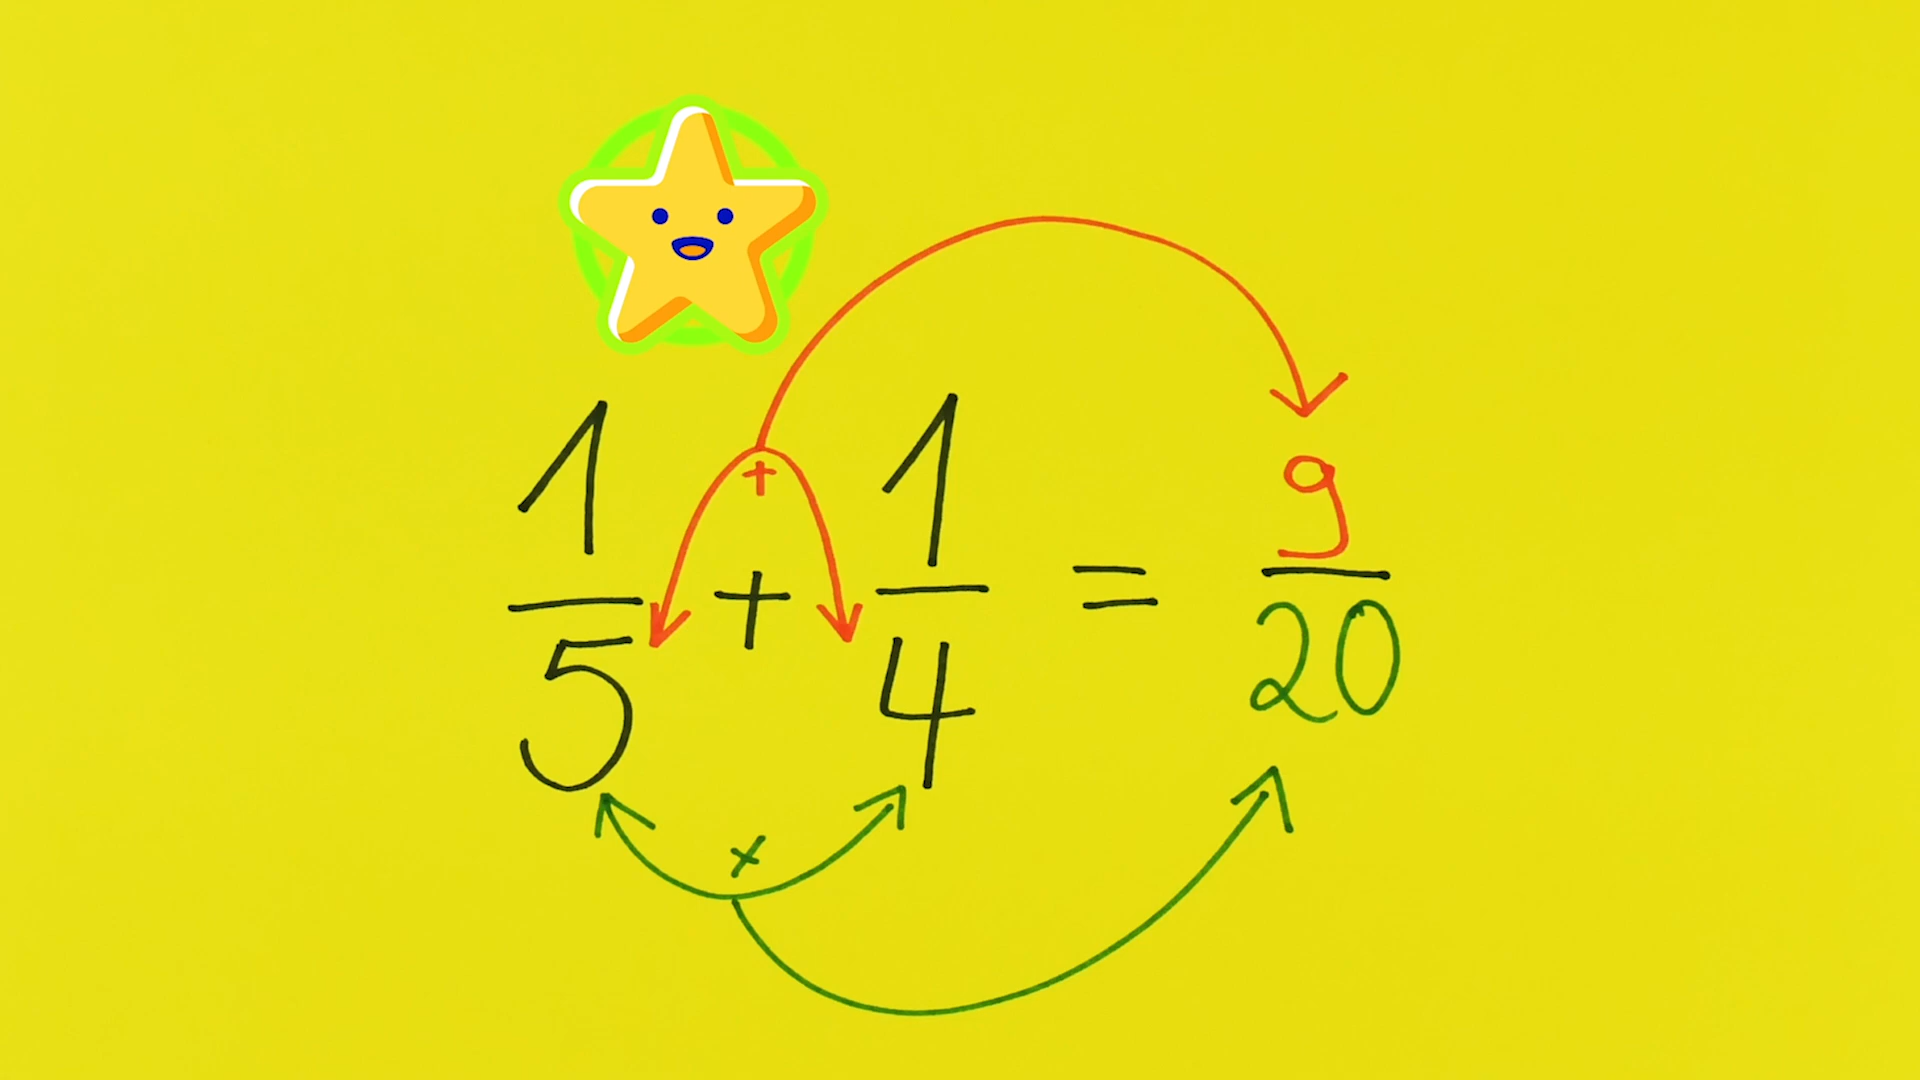 +
1/5 + 1/4 = 9/20
×